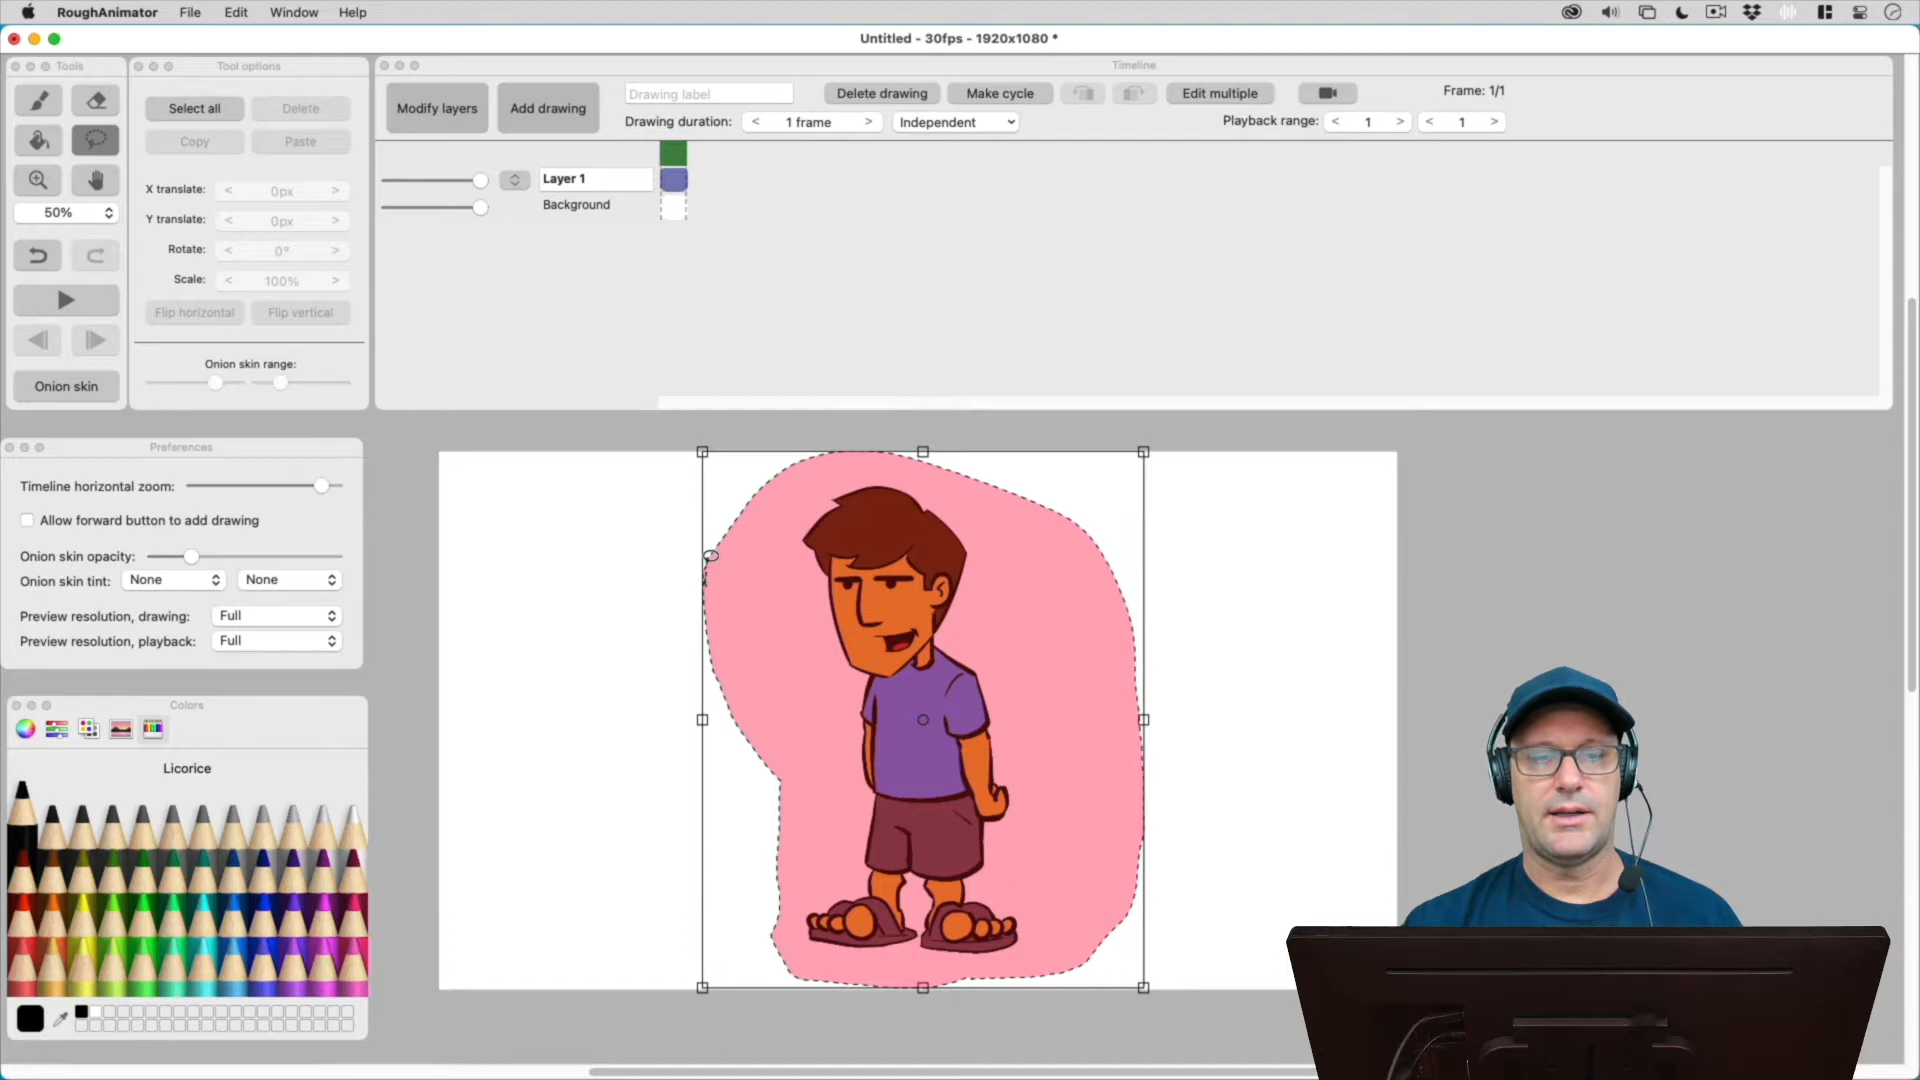 RoughAnimator File Edit Window Help
Untitled - 30fps - 1920x1080 *
Tools
Tool options
Timeline
Select all
Delete
Copy
Paste
X translate: < 0px >
Y translate: < 0px >
Rotate: < 0° >
Scale: < 100% >
Flip horizontal
Flip vertical
Onion skin range:
50%
Onion skin
Modify layers
Add drawing
Drawing label
Delete drawing
Make cycle
Edit multiple
Frame: 1/1
Drawing duration: < 1 frame >
Independent
Playback range: < 1 > < 1 >
Layer 1
Background
Preferences
Timeline horizontal zoom:
Allow forward button to add drawing
Onion skin opacity:
Onion skin tint: None None
Preview resolution, drawing: Full
Preview resolution, playback: Full
Colors
Licorice